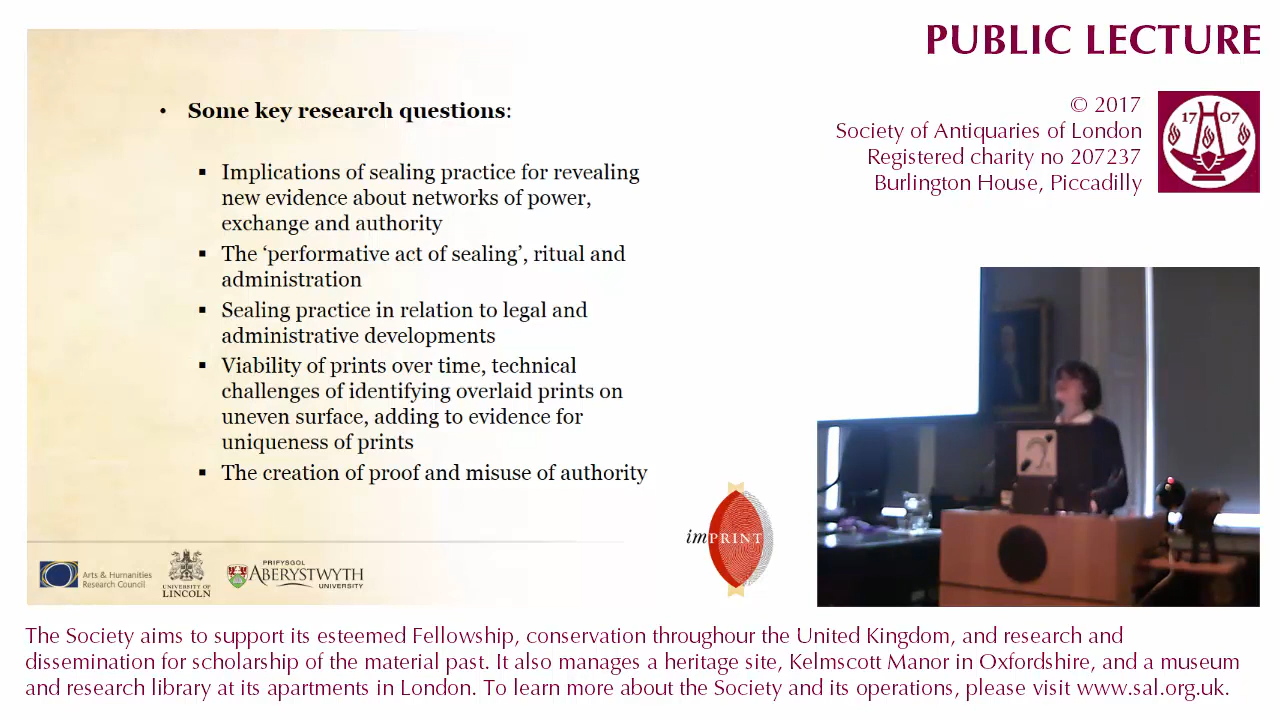 PUBLIC LECTURE
© 2017
Society of Antiquaries of London
Registered charity no 207237
Burlington House, Piccadilly
1707
• Some key research questions:
▪ Implications of sealing practice for revealing
new evidence about networks of power,
exchange and authority
▪ The ‘performative act of sealing’, ritual and
administration
▪ Sealing practice in relation to legal and
administrative developments
▪ Viability of prints over time, technical
challenges of identifying overlaid prints on
uneven surface, adding to evidence for
uniqueness of prints
▪ The creation of proof and misuse of authority
imPRINT
Arts & Humanities
Research Council
UNIVERSITY OF
LINCOLN
PRIFYSGOL
ABERYSTWYTH
UNIVERSITY
The Society aims to support its esteemed Fellowship, conservation throughour the United Kingdom, and research and
dissemination for scholarship of the material past. It also manages a heritage site, Kelmscott Manor in Oxfordshire, and a museum
and research library at its apartments in London. To learn more about the Society and its operations, please visit www.sal.org.uk.